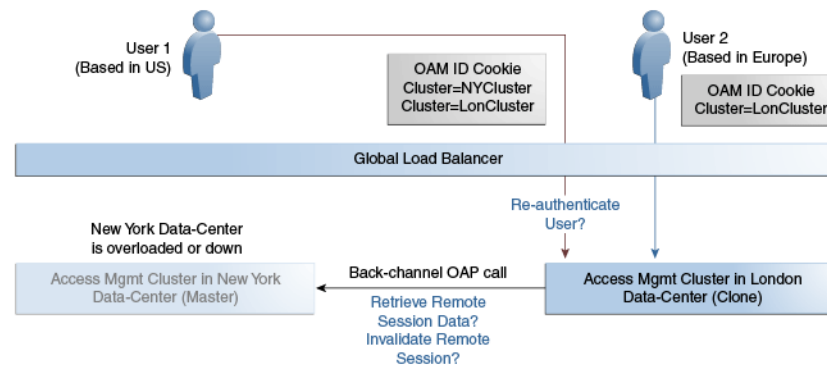 User 1
(Based in US)
OAM ID Cookie
Cluster=NYCluster
Cluster=LonCluster
User 2
(Based in Europe)
OAM ID Cookie
Cluster=LonCluster
Global Load Balancer
Re-authenticate
User?
New York Data-Center
is overloaded or down
Access Mgmt Cluster in New York
Data-Center (Master)
Back-channel OAP call
Retrieve Remote
Session Data?
Invalidate Remote
Session?
Access Mgmt Cluster in London
Data-Center (Clone)